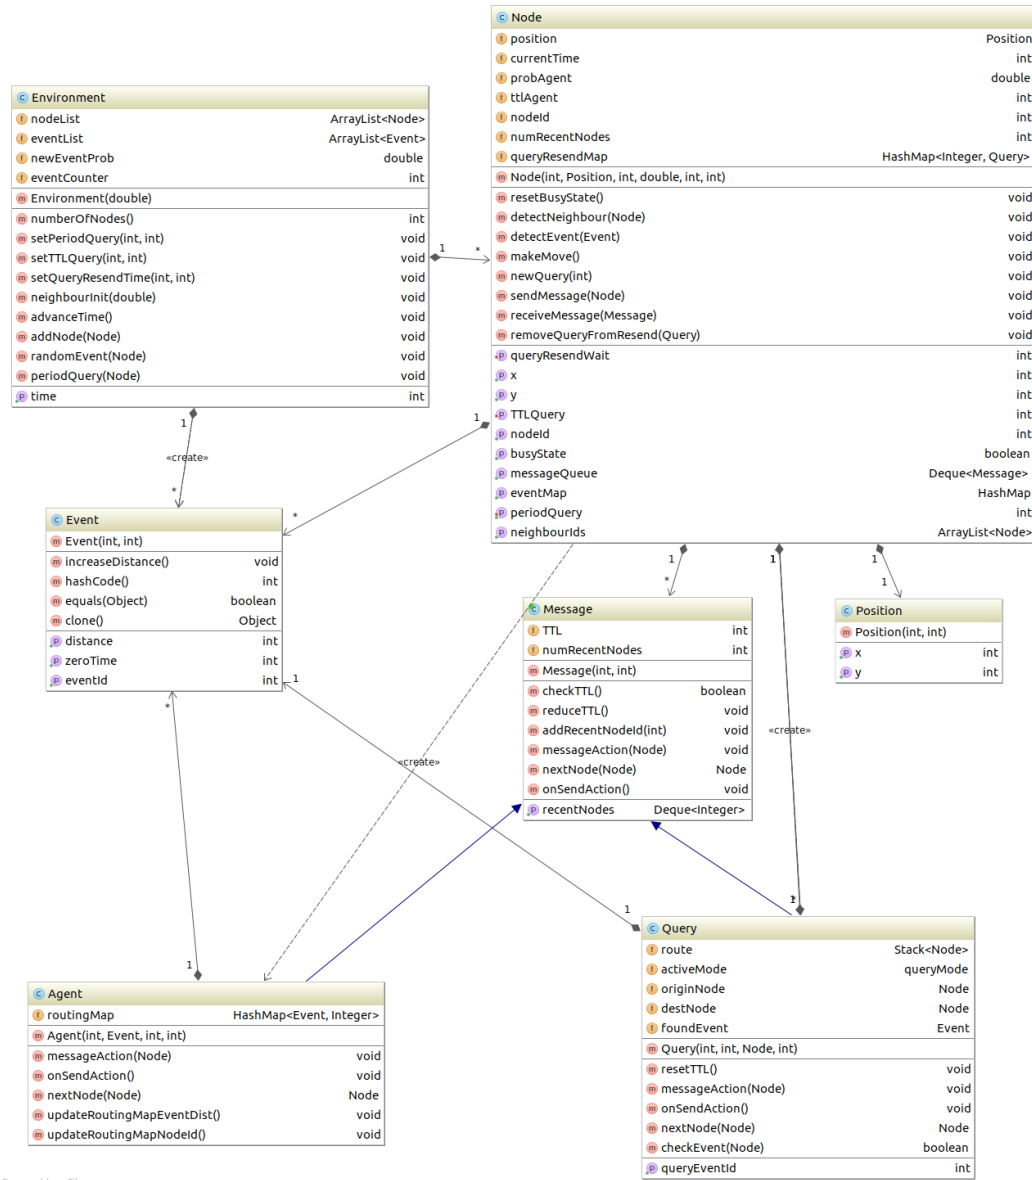 Node
position Position
currentTime int
probAgent double
ttlAgent int
nodeId int
numRecentNodes int
queryResendMap HashMap<Integer, Query>
Node(int, Position, int, double, int, int)
resetBusyState() void
detectNeighbour(Node) void
detectEvent(Event) void
makeMove() void
newQuery(int) void
sendMessage(Node) void
receiveMessage(Message) void
removeQueryFromResend(Query) void
queryResendWait int
x int
y int
TTLQuery int
nodeId int
busyState boolean
messageQueue Deque<Message>
eventMap HashMap
periodQuery int
neighbourIds ArrayList<Node>
Environment
nodeList ArrayList<Node>
eventList ArrayList<Event>
newEventProb double
eventCounter int
Environment(double)
numberOfNodes() int
setPeriodQuery(int, int) void
setTTLQuery(int, int) void
setQueryResendTime(int, int) void
neighbourInit(double) void
advanceTime() void
addNode(Node) void
randomEvent(Node) void
periodQuery(Node) void
time int
1 *
1
«create»
*
1
*
Event
Event(int, int)
increaseDistance() void
hashCode() int
equals(Object) boolean
clone() Object
distance int
zeroTime int
eventId int
1
*
1
1
1
Message
TTL int
numRecentNodes int
Message(int, int)
checkTTL() boolean
reduceTTL() void
addRecentNodeId(int) void
messageAction(Node) void
nextNode(Node) Node
onSendAction() void
recentNodes Deque<Integer>
Position
Position(int, int)
x int
y int
*
1
«create»
«create»
1
1
1
Query
route Stack<Node>
activeMode queryMode
originNode Node
destNode Node
foundEvent Event
Query(int, int, Node, int)
resetTTL() void
messageAction(Node) void
onSendAction() void
nextNode(Node) Node
checkEvent(Node) boolean
queryEventId int
Agent
routingMap HashMap<Event, Integer>
Agent(int, Event, int, int)
messageAction(Node) void
onSendAction() void
nextNode(Node) Node
updateRoutingMapEventDist() void
updateRoutingMapNodeId() void